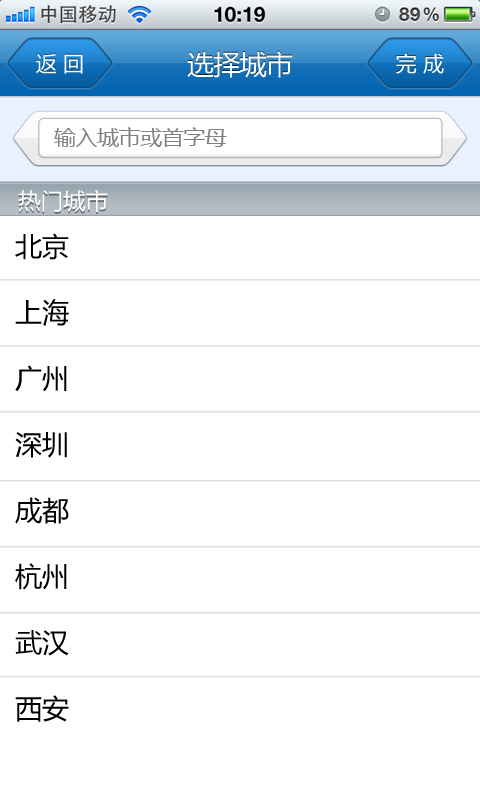 中国移动 10:19 89%
返回 选择城市 完成
输入城市或首字母
热门城市
北京
上海
广州
深圳
成都
杭州
武汉
西安